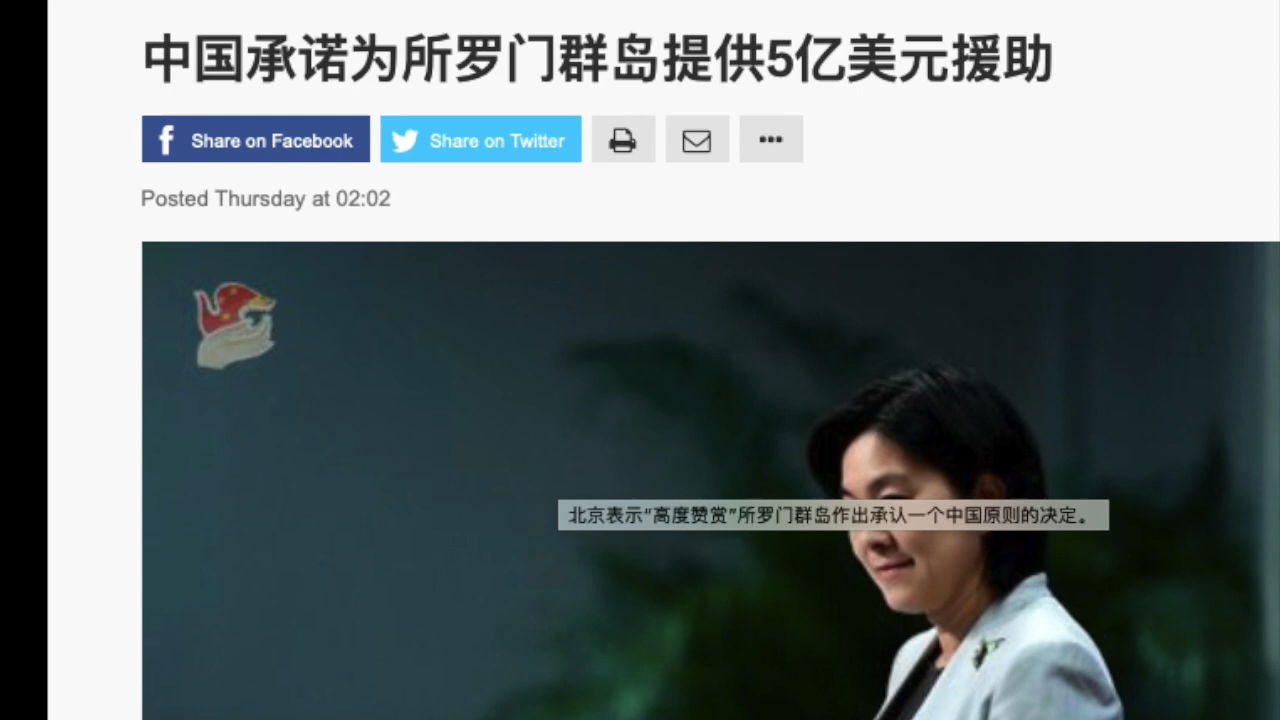 中国承诺为所罗门群岛提供5亿美元援助
Share on Facebook
Share on Twitter
Posted Thursday at 02:02
北京表示“高度赞赏”所罗门群岛作出承认一个中国原则的决定。